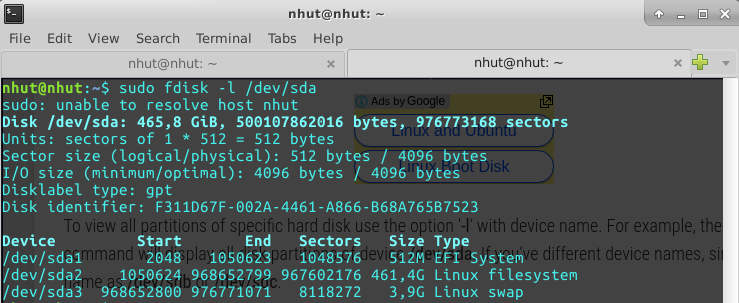 nhut@nhut: ~
File Edit View Search Terminal Tabs Help
nhut@nhut: ~ nhut@nhut: ~
nhut@nhut:~$ sudo fdisk -l /dev/sda
sudo: unable to resolve host nhut
Ads by Google
Disk /dev/sda: 465,8 GiB, 500107862016 bytes, 976773168 sectors
Linux and Ubuntu
Units: sectors of 1 * 512 = 512 bytes
Sector size (logical/physical): 512 bytes / 4096 bytes
Linux Boot Disk
I/O size (minimum/optimal): 4096 bytes / 4096 bytes
Disklabel type: gpt
Disk identifier: F311D67F-002A-4461-A866-B68A765B7523
To view all partitions of specific hard disk use the option ‘-l’ with device name. For example, the
Device Start End Sectors Size Type
command will display all disk partitions of device If you've different device names,
/dev/sda1 2048 1050623 1048576 512M EFI System
/dev/sda2 1050624 968652799 967602176 461,4G Linux filesystem
name as /dev/sdb or /dev/sdc.
/dev/sda3 968652800 976771071 8118272 3,9G Linux swap